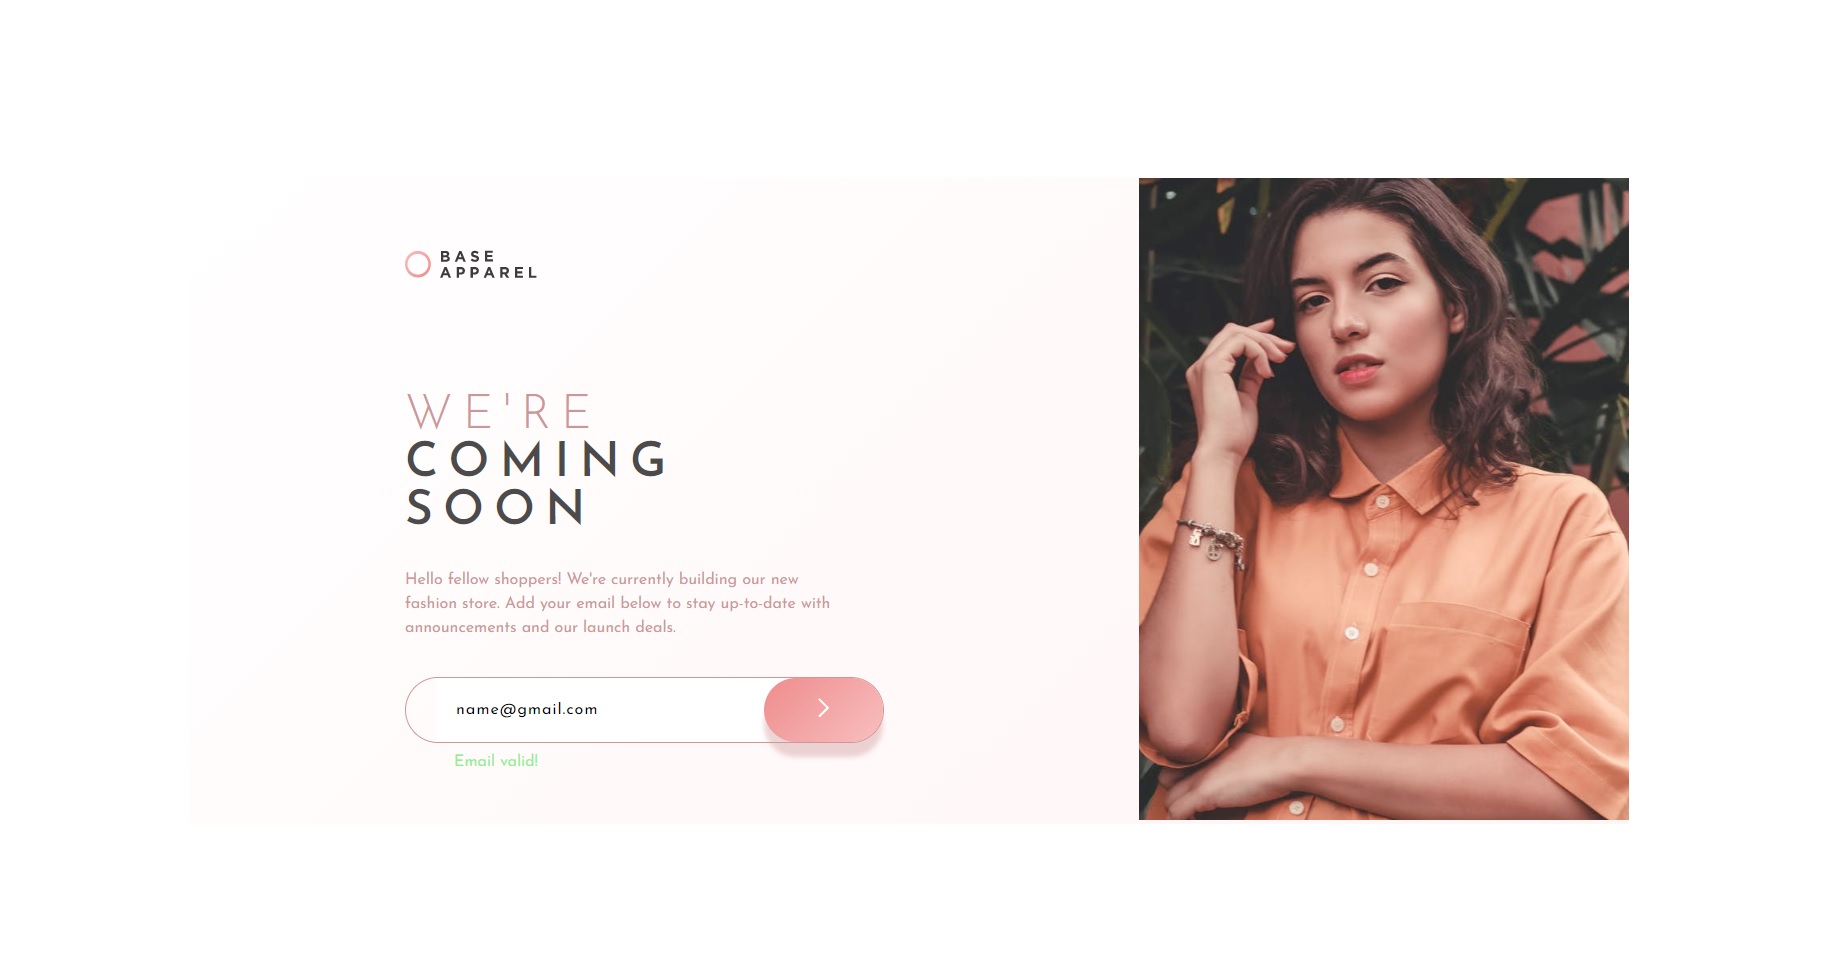 BASE
APPAREL
WE'RE
COMING
SOON
Hello fellow shoppers! We're currently building our new
fashion store. Add your email below to stay up-to-date with
announcements and our launch deals.
name@gmail.com
Email valid!